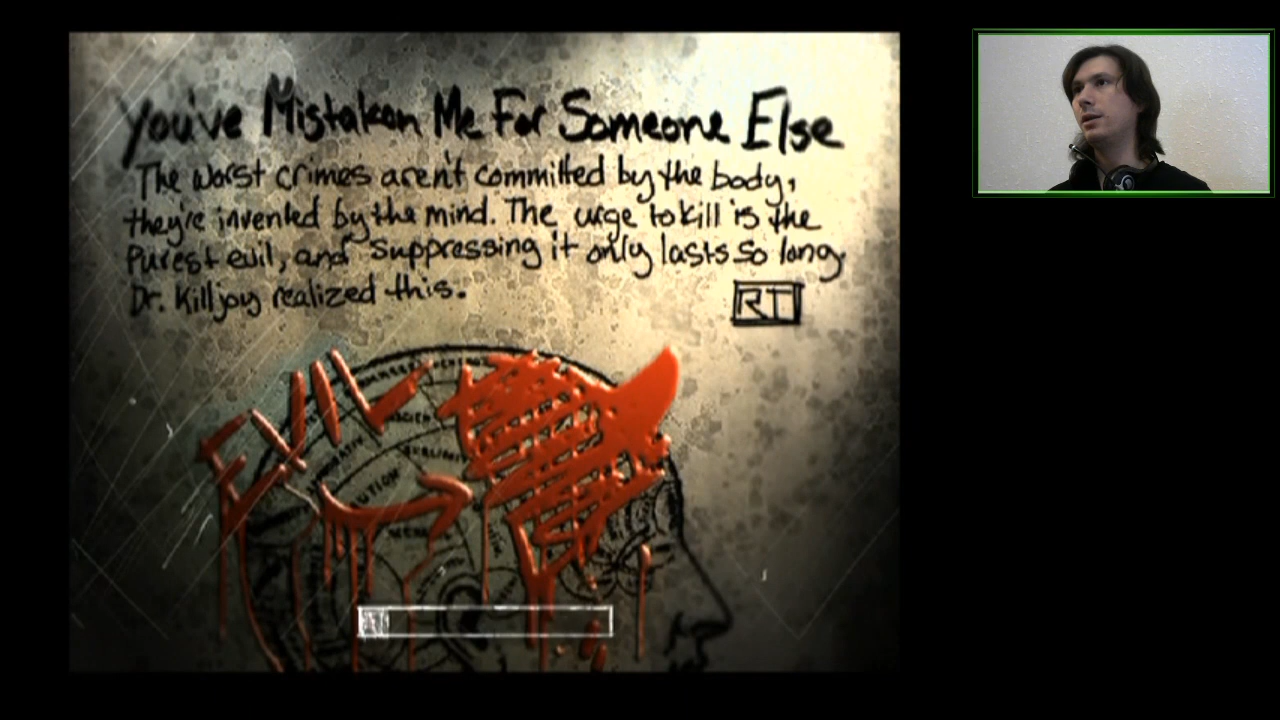 You've Mistaken Me For Someone Else
The worst crimes aren't committed by the body,
they're invented by the mind. The urge to kill is the
Purest evil, and suppressing it only lasts so long.
Dr. Killjoy realized this.
RT
EVIL